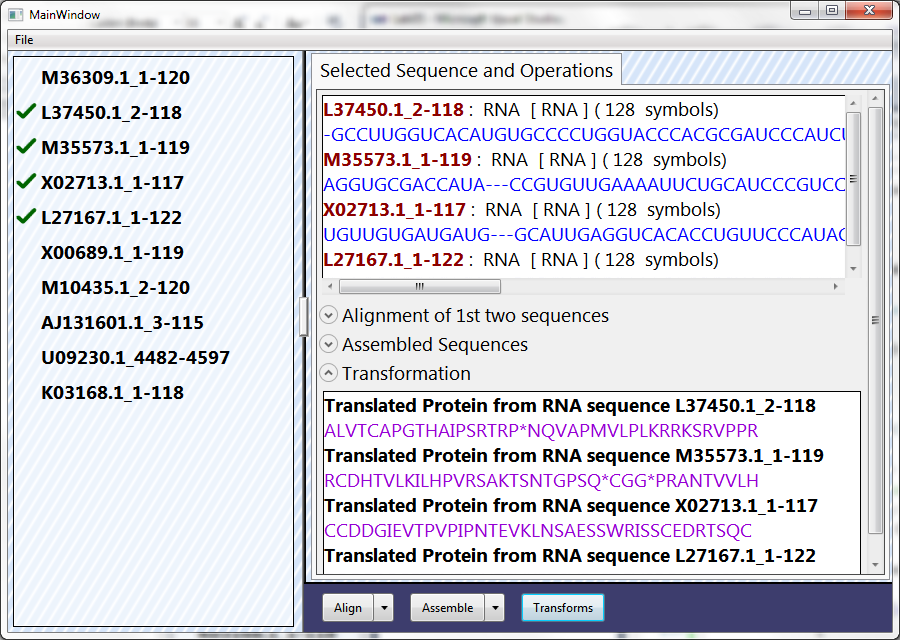 MainWindow
File
M36309.1_1-120
L37450.1_2-118
M35573.1_1-119
X02713.1_1-117
L27167.1_1-122
X00689.1_1-119
M10435.1_2-120
AJ131601.1_3-115
U09230.1_4482-4597
K03168.1_1-118
Selected Sequence and Operations
L37450.1_2-118 : RNA [ RNA ] ( 128 symbols)
-GCCUUGGUCACAUGUGCCCCUGGUACCCACGCGAUCCCAUCU
M35573.1_1-119 : RNA [ RNA ] ( 128 symbols)
AGGUGCGACCAUA---CCGUGUUGAAAAUUCUGCAUCCCGUCC
X02713.1_1-117 : RNA [ RNA ] ( 128 symbols)
UGUUGUGAUGAUG---GCAUUGAGGUCACACCUGUUCCCAUAC
L27167.1_1-122 : RNA [ RNA ] ( 128 symbols)
Alignment of 1st two sequences
Assembled Sequences
Transformation
Translated Protein from RNA sequence L37450.1_2-118
ALVTCAPGTHAIPSRTRP*NQVAPMVLPLKRRKSRVPPR
Translated Protein from RNA sequence M35573.1_1-119
RCDHTVLKILHPVRSAKTSNTGPSQ*CGG*PRANTVVLH
Translated Protein from RNA sequence X02713.1_1-117
CCDDGIEVTPVPIPNTEVKLNSAESSWRISSCEDRTSQC
Translated Protein from RNA sequence L27167.1_1-122
Align
Assemble
Transforms